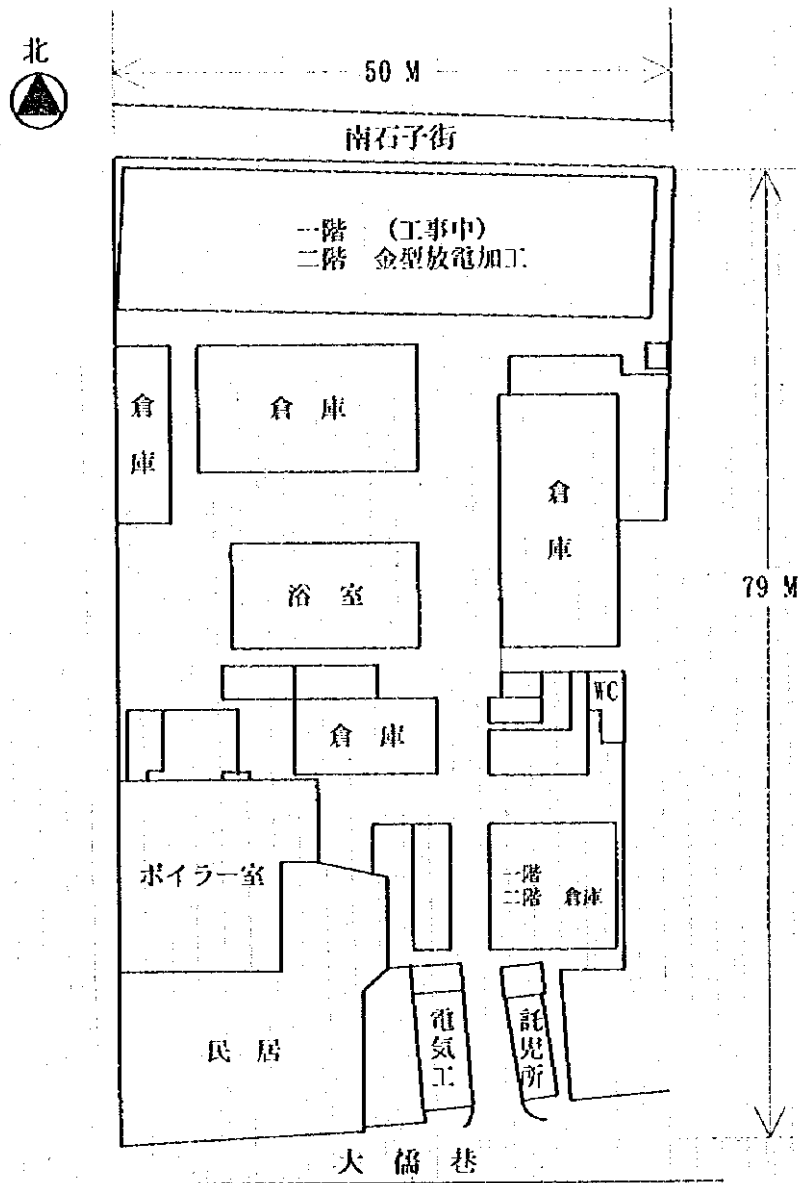 北
50 M
南石子街
一階 (工事中)
二階 金型放電加工
倉庫
倉庫
倉庫
79 M
浴室
WC
倉庫
ボイラー室
一階
二階 倉庫
民居
電気工
託児所
大僑巷